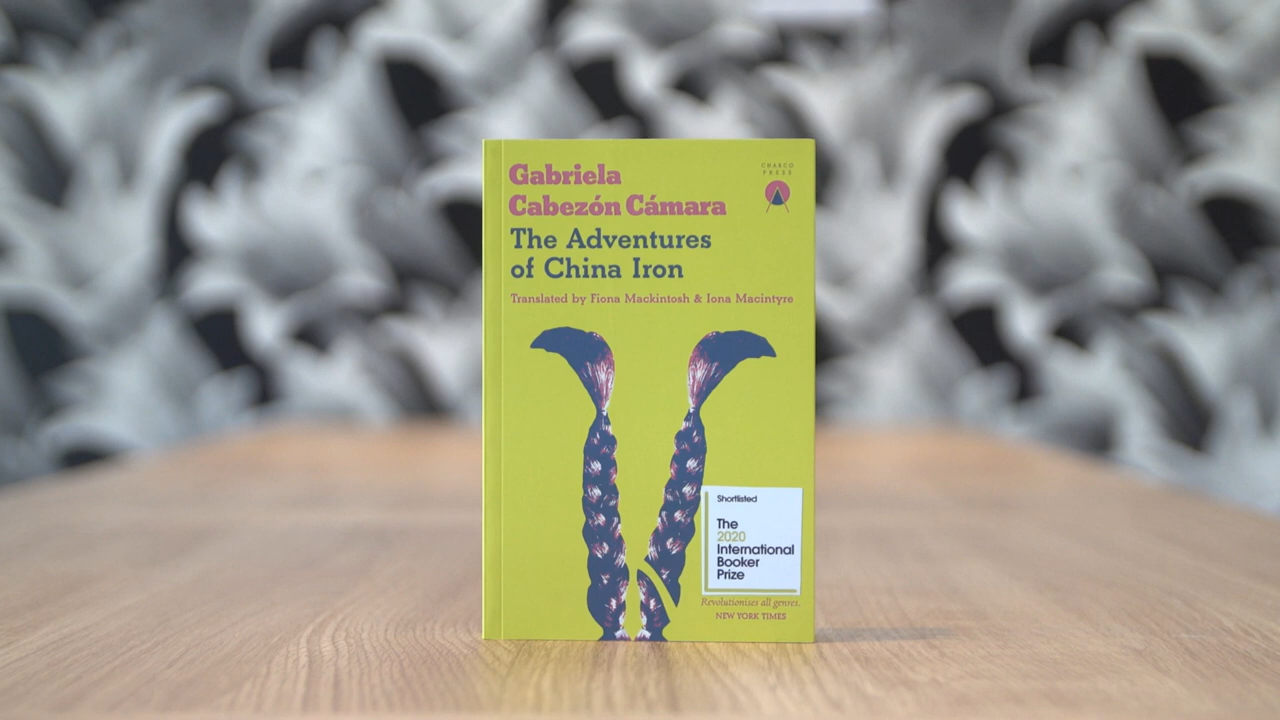 Gabriela
Cabezón Cámara
The Adventures
of China Iron
Translated by Fiona Mackintosh & Iona Macintyre
CHARCO
PRESS
Shortlisted
The
2020
International
Booker
Prize
Revolutionises all genres.
NEW YORK TIMES